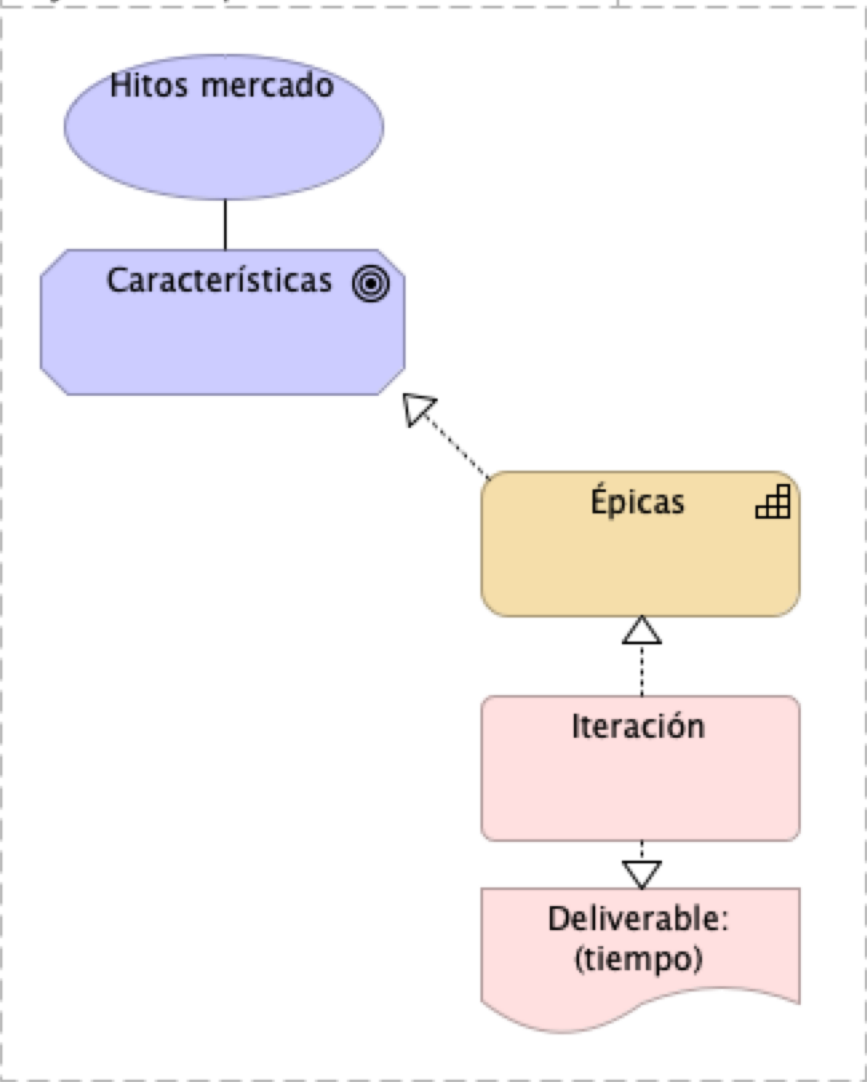 Hitos mercado
Características
Épicas
Iteración
Deliverable:
(tiempo)